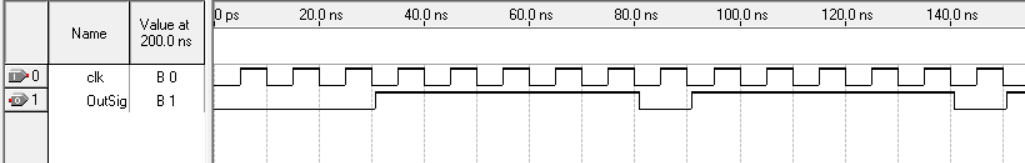 Name Value at 200.0 ns 0 ps 20.0 ns 40.0 ns 60.0 ns 80.0 ns 100.0 ns 120.0 ns 140.0 ns
0 clk B 0
1 OutSig B 1